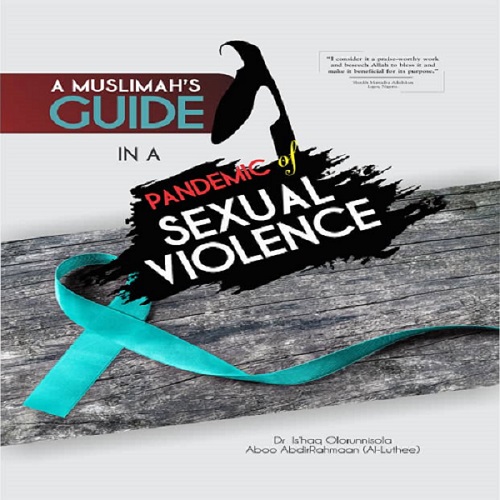 "I consider it a praise-worthy work
and beseech Allah to bless it and
make it beneficial for its purpose."
A MUSLIMAH'S
GUIDE
IN A
PANDEMIC of
SEXUAL
VIOLENCE
Dr. Is'haq Olorunnisola
Aboo AbdirRahmaan (Al-Luthee)